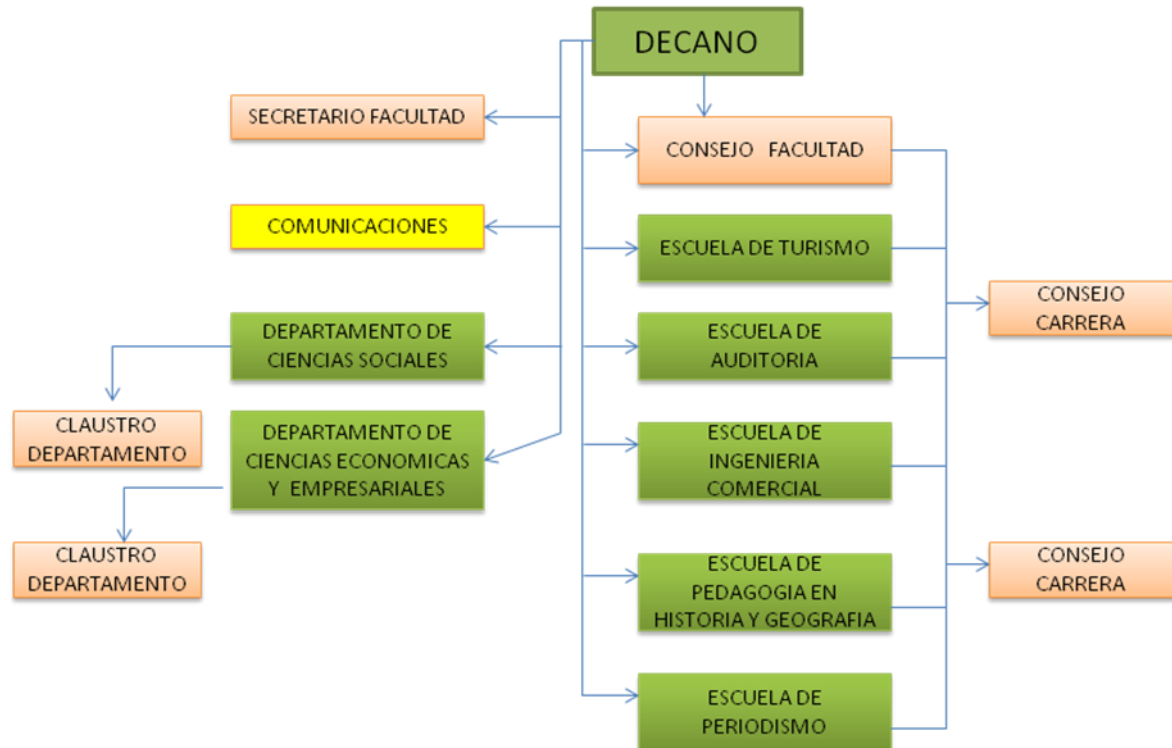 DECANO
SECRETARIO FACULTAD
CONSEJO FACULTAD
COMUNICACIONES
ESCUELA DE TURISMO
CONSEJO
CARRERA
DEPARTAMENTO DE
CIENCIAS SOCIALES
ESCUELA DE
AUDITORIA
CLAUSTRO
DEPARTAMENTO
DEPARTAMENTO DE
CIENCIAS ECONOMICAS
Y EMPRESARIALES
ESCUELA DE
INGENIERIA
COMERCIAL
CLAUSTRO
DEPARTAMENTO
CONSEJO
CARRERA
ESCUELA DE
PEDAGOGIA EN
HISTORIA Y GEOGRAFIA
ESCUELA DE
PERIODISMO